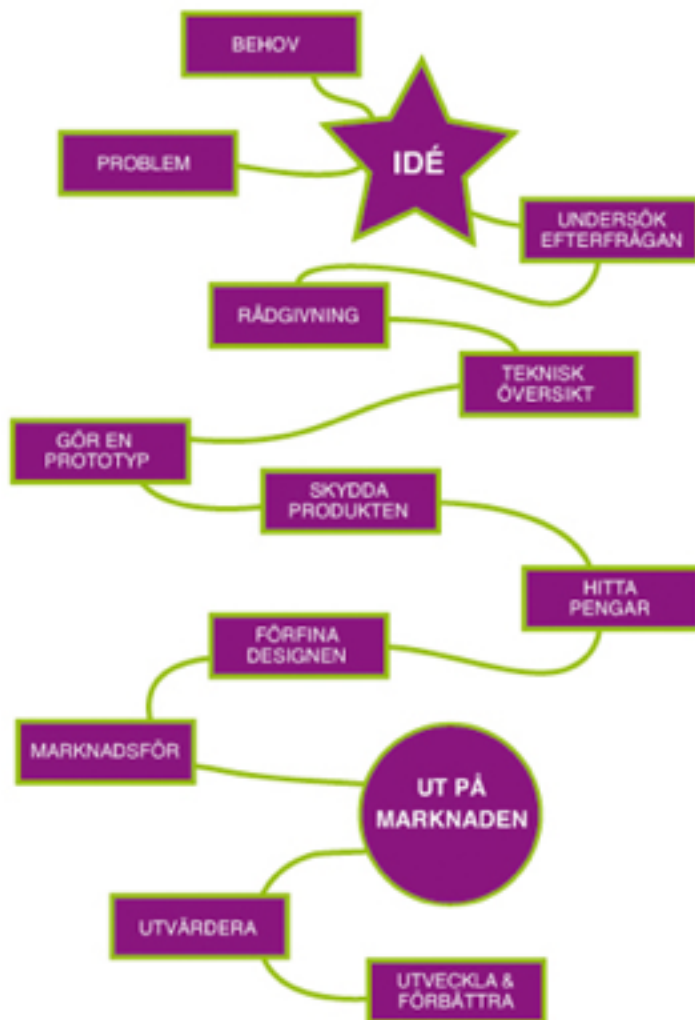 BEHOV
PROBLEM
IDÉ
UNDERSÖK
EFTERFRÅGAN
RÅDGIVNING
TEKNISK
ÖVERSIKT
GÖR EN
PROTOTYP
SKYDDA
PRODUKTEN
HITTA
PENGAR
FÖRFINA
DESIGNEN
MARKNADSFÖR
UT PÅ
MARKNADEN
UTVÄRDERA
UTVECKLA &
FÖRBÄTTRA